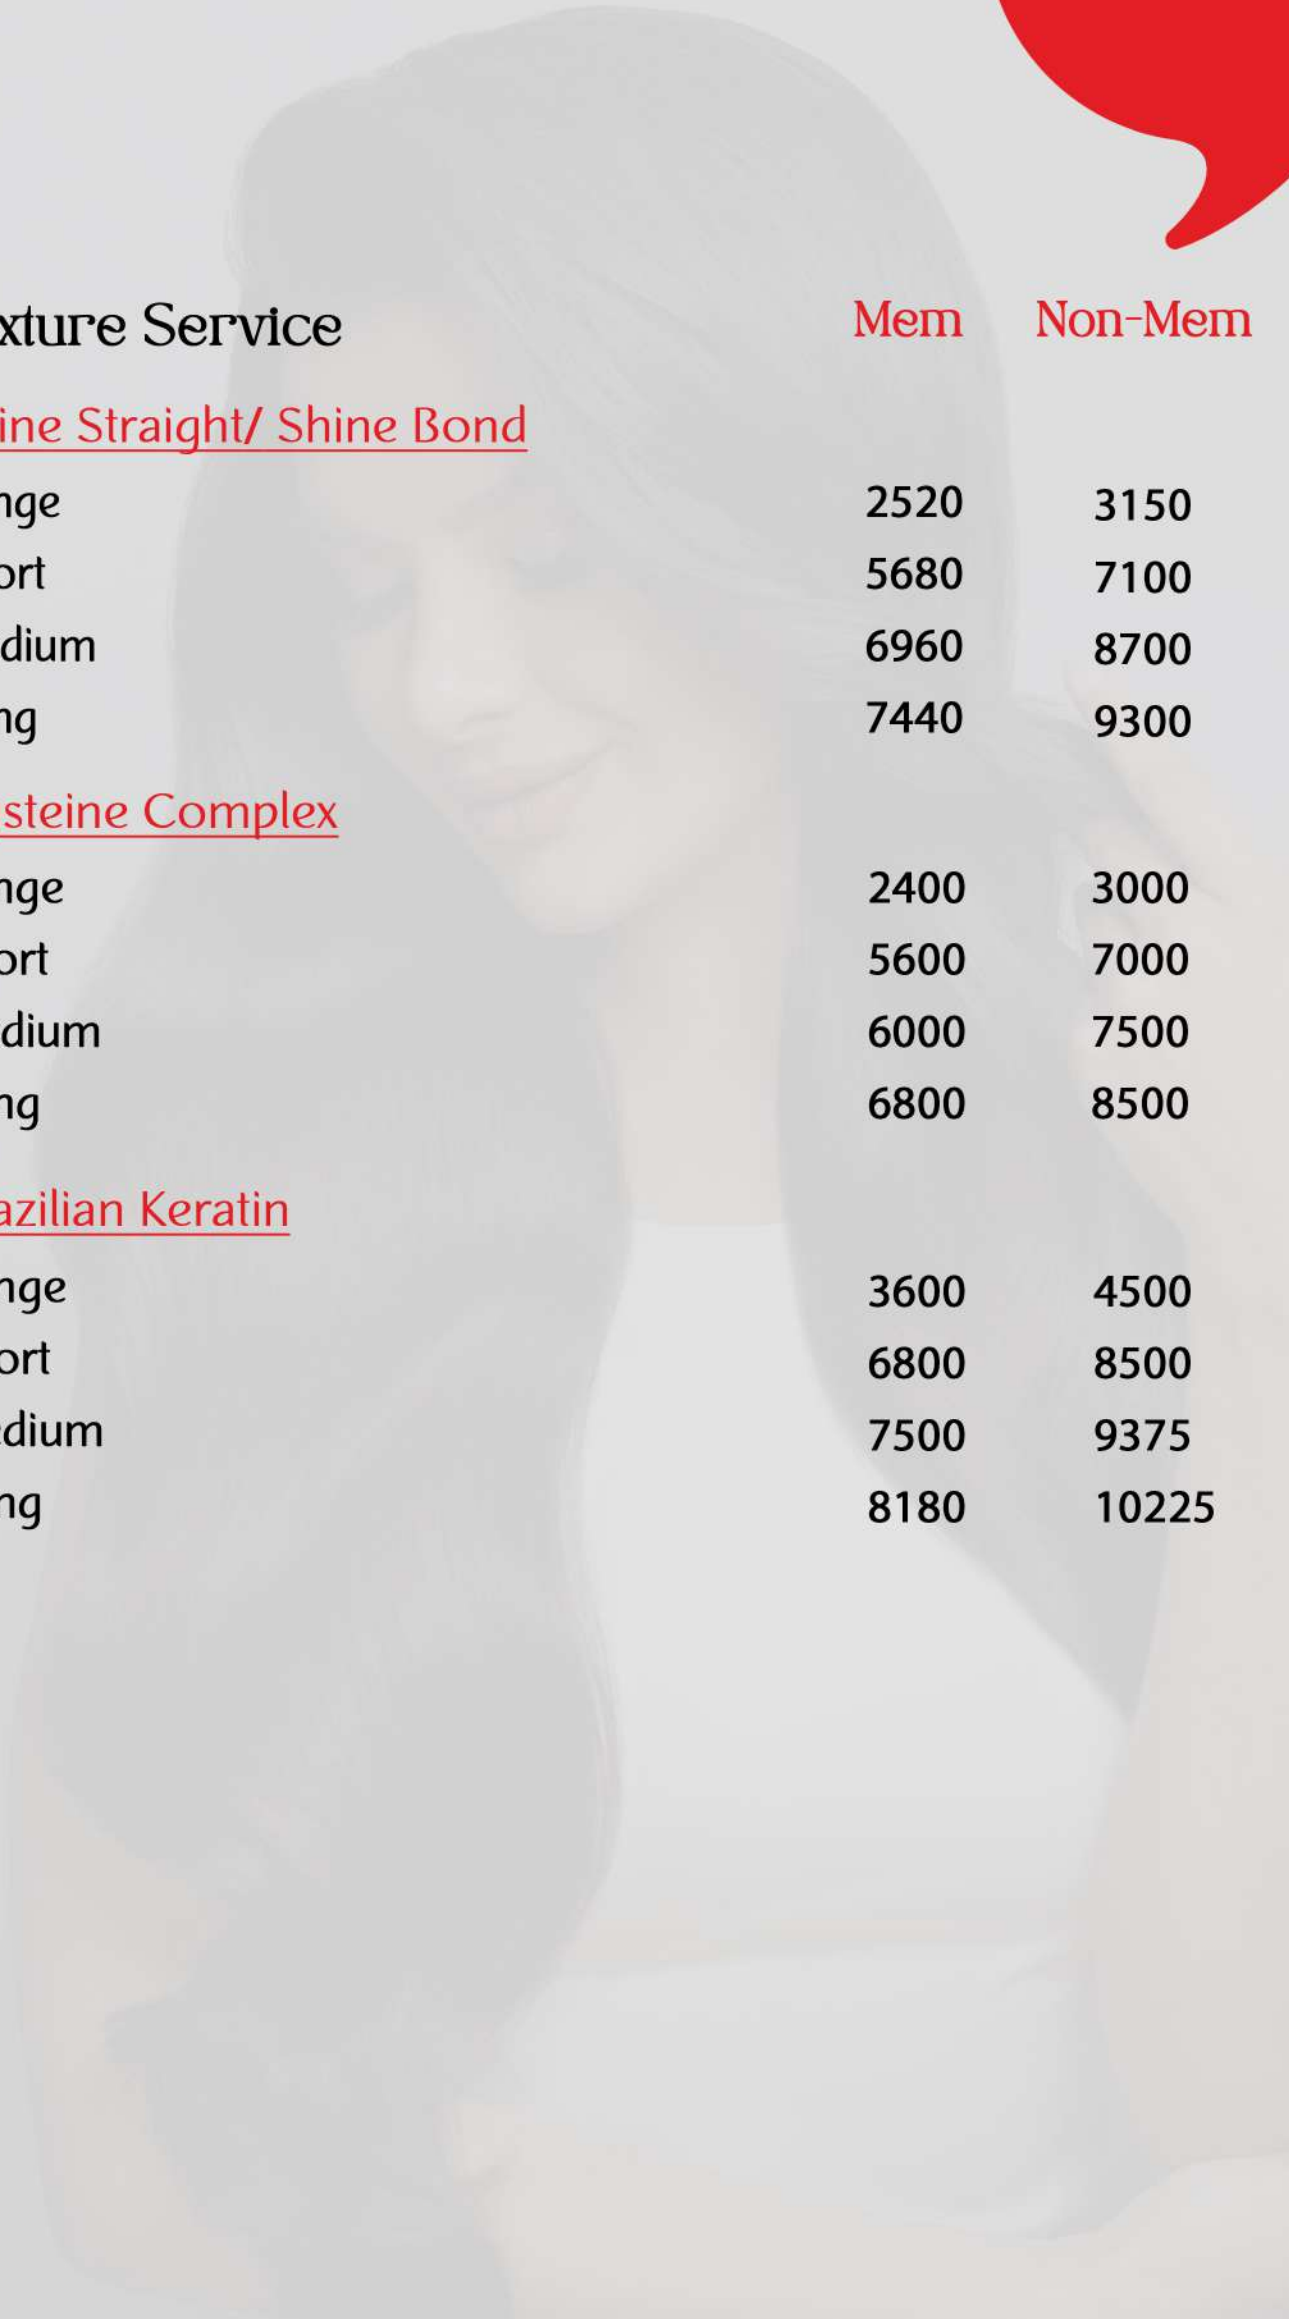 xture Service Mem Non-Mem
ine Straight/ Shine Bond
nge 2520 3150
ort 5680 7100
dium 6960 8700
ng 7440 9300
steine Complex
nge 2400 3000
ort 5600 7000
dium 6000 7500
ng 6800 8500
azilian Keratin
nge 3600 4500
ort 6800 8500
edium 7500 9375
ng 8180 10225